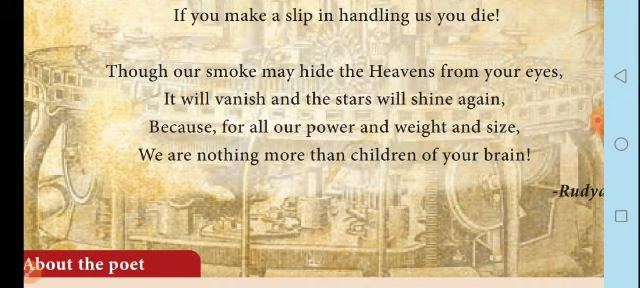 If you make a slip in handling us you die!
Though our smoke may hide the Heavens from your eyes,
It will vanish and the stars will shine again,
Because, for all our power and weight and size,
We are nothing more than children of your brain!
-Rudya
About the poet